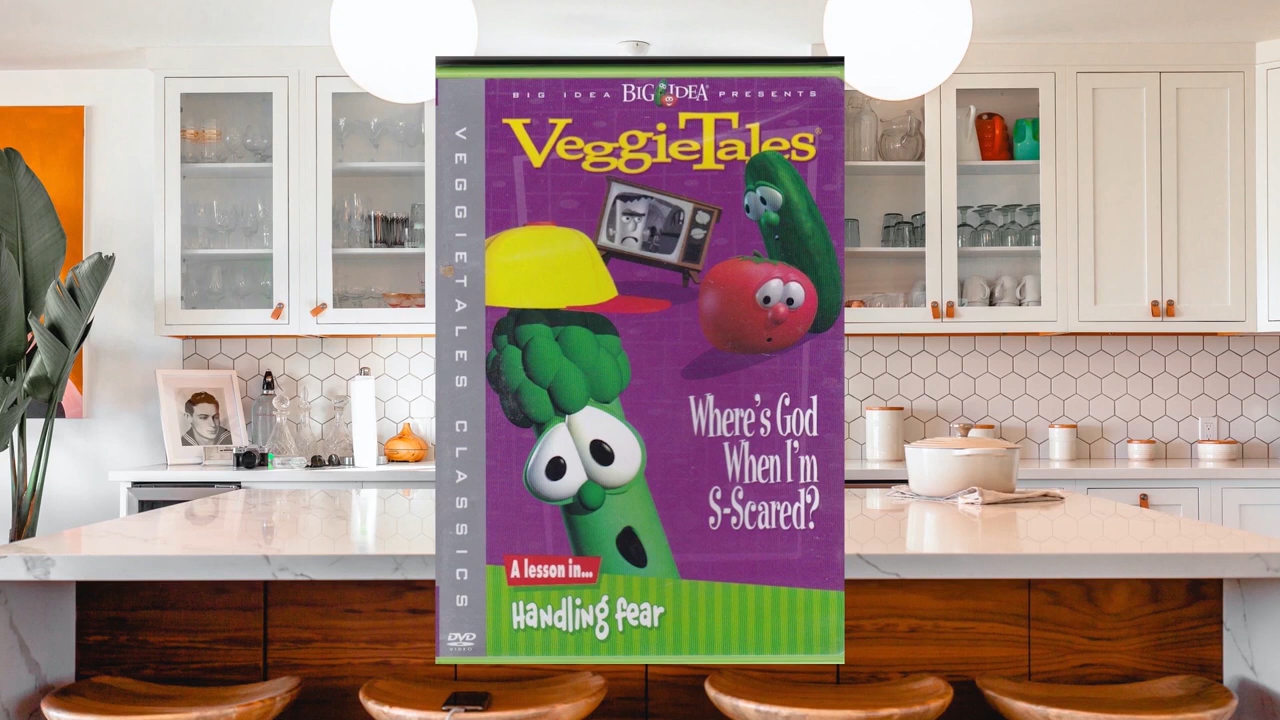 BIG IDEA BIG IDEA PRESENTS
VeggieTales®
VEGGIETALES CLASSICS
Where's God
When I'm
S-Scared?
A lesson in...
Handling fear
DVD
VIDEO